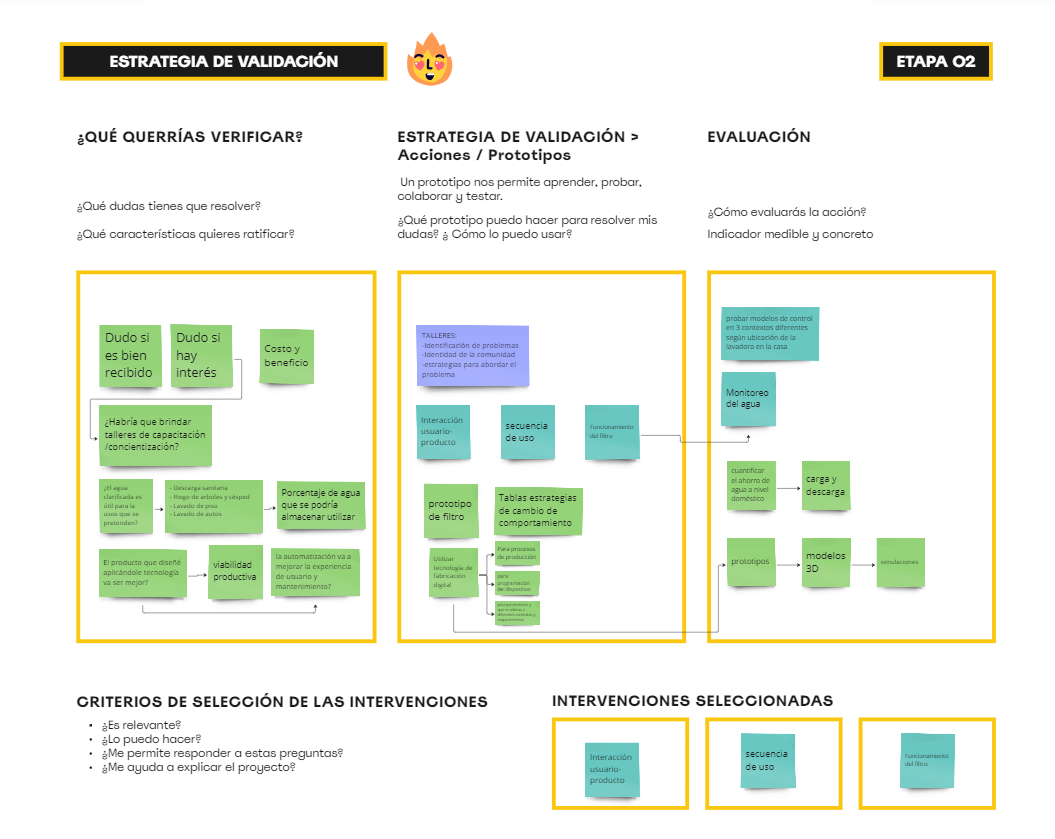 ESTRATEGIA DE VALIDACIÓN
ETAPA 02
¿QUÉ QUERRÍAS VERIFICAR?
¿Qué dudas tienes que resolver?
¿Qué características quieres ratificar?
ESTRATEGIA DE VALIDACIÓN >
Acciones / Prototipos
Un prototipo nos permite aprender, probar,
colaborar y testar.
¿Qué prototipo puedo hacer para resolver mis
dudas? ¿ Cómo lo puedo usar?
EVALUACIÓN
¿Cómo evaluarás la acción?
Indicador medible y concreto
Dudo si
es bien
recibido
Dudo si
hay
interés
Costo y
beneficio
¿Habría que brindar
talleres de capacitación
/concientización?
¿El agua
clarificada es
útil para la
usos que se
pretenden?
- Descarga sanitaria
- Riego de arboles y césped
- Lavado de piso
- Lavado de autos
Porcentaje de agua
que se podría
almacenar utilizar
El producto que diseñé
aplicándole tecnología
va ser mejor?
viabilidad
productiva
la automatización va a
mejorar la experiencia
de usuario y
mantenimiento?
TALLERES:
-Identificación de problemas
-Identidad de la comunidad
-estrategias para abordar el
problema
Interacción
usuario-
producto
secuencia
de uso
Funcionamiento
del filtro
prototipo
de filtro
Tablas estrategias
de cambio de
comportamiento
Utilizar
tecnología de
fabricación
digital
Para procesos
de producción
para
programación
del dispositivo
probar modelos de control
en 3 contextos diferentes
según ubicación de la
lavadora en la casa
Monitoreo
del agua
cuantificar
el ahorro de
agua a nivel
doméstico
carga y
descarga
prototipos
modelos
3D
simulaciones
CRITERIOS DE SELECCIÓN DE LAS INTERVENCIONES
• ¿Es relevante?
• ¿Lo puedo hacer?
• ¿Me permite responder a estas preguntas?
• ¿Me ayuda a explicar el proyecto?
INTERVENCIONES SELECCIONADAS
Interacción
usuario-
producto
secuencia
de uso
Funcionamiento
del filtro